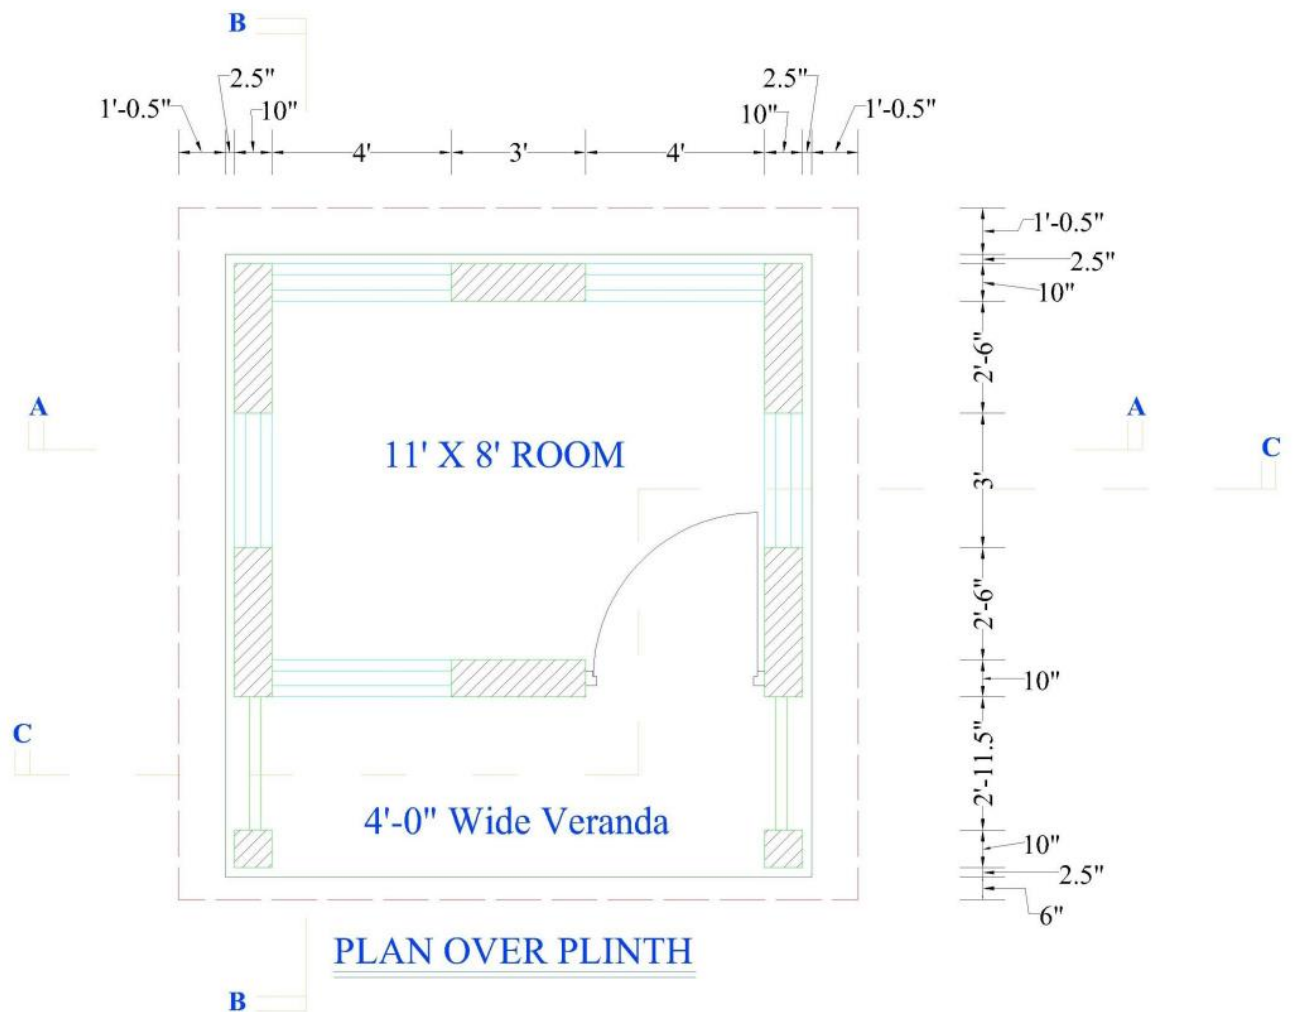 B
2.5" 2.5"
1'-0.5" 10" 10" 1'-0.5"
4' 3' 4'
1'-0.5"
2.5"
10"
2'-6"
A A
C
11' X 8' ROOM
3'
2'-6"
10"
C
2'-11.5"
4'-0" Wide Veranda
10"
2.5"
6"
PLAN OVER PLINTH
B